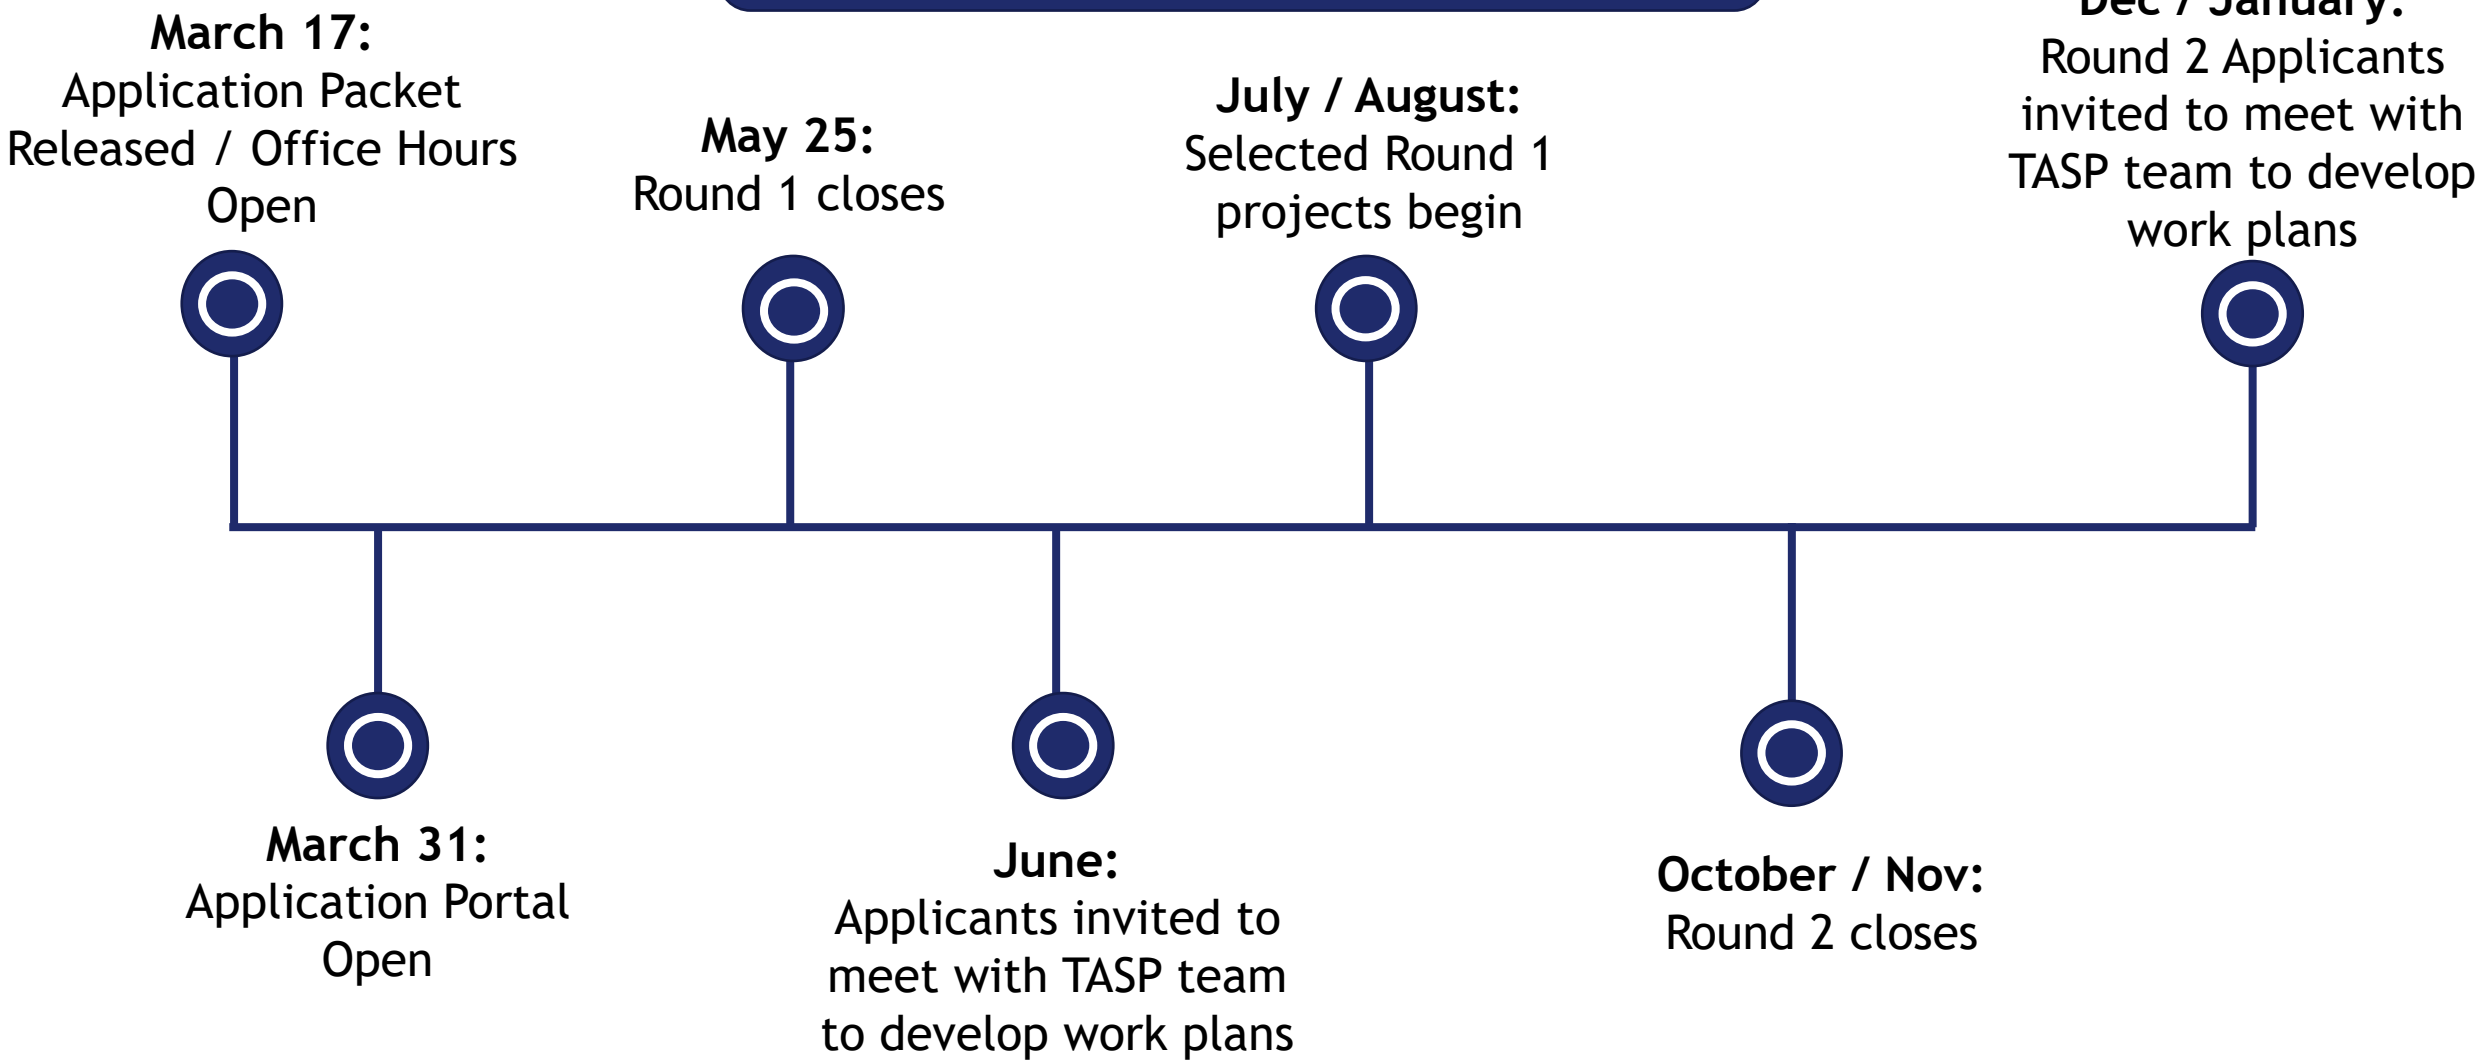 March 17:
Application Packet
Released / Office Hours
Open
May 25:
Round 1 closes
July / August:
Selected Round 1
projects begin
Dec / January:
Round 2 Applicants
invited to meet with
TASP team to develop
work plans
March 31:
Application Portal
Open
June:
Applicants invited to
meet with TASP team
to develop work plans
October / Nov:
Round 2 closes